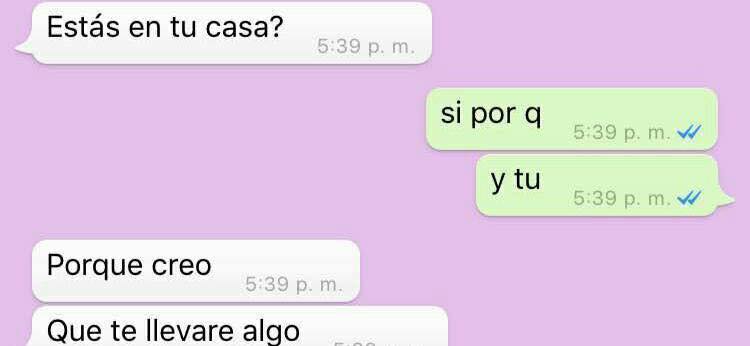 Estás en tu casa?
5:39 p. m.
si por q
5:39 p. m.
y tu
5:39 p. m.
Porque creo
5:39 p. m.
Que te llevare algo